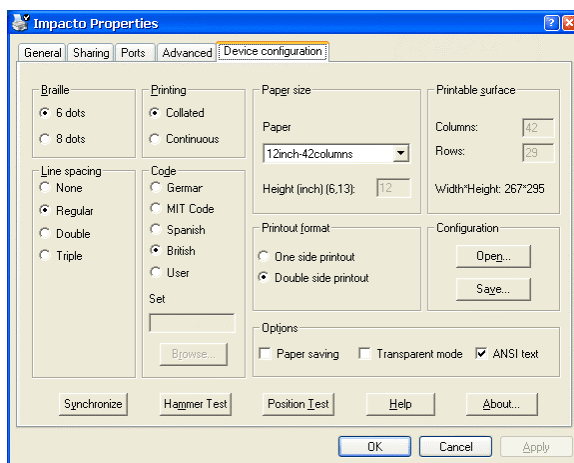 Impacto Properties
General Sharing Ports Advanced Device configuration
Braille
6 dots
8 dots
Printing
Collated
Continuous
Paper size
Paper
12inch-42columns
Height (inch) (6,13): 12
Printable surface
Columns: 42
Rows: 29
Width*Height: 267*295
Line spacing
None
Regular
Double
Triple
Code
Germar
MIT Code
Spanish
British
User
Set
Browse...
Printout format
One side printout
Double side printout
Configuration
Open...
Save...
Options
Paper saving Transparent mode ANSI text
Synchronize Hammer Test Position Test Help About...
OK Cancel Apply